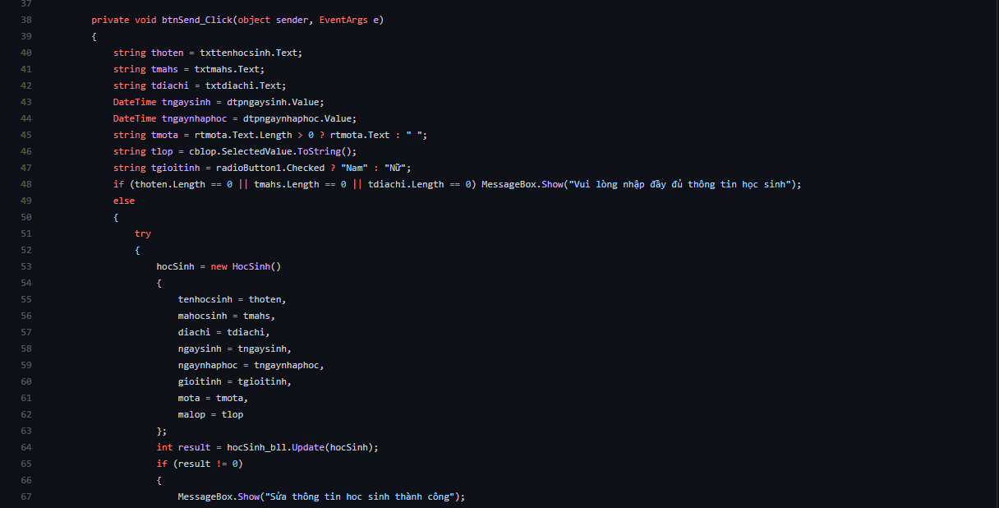 37
38 private void btnSend_Click(object sender, EventArgs e)
39 {
40 string thoten = txttenhocsinh.Text;
41 string tmahs = txtmahs.Text;
42 string tdiachi = txtdiachi.Text;
43 DateTime tngaysinh = dtpngaysinh.Value;
44 DateTime tngaynhaphoc = dtpngaynhaphoc.Value;
45 string tmota = rtmota.Text.Length > 0 ? rtmota.Text : " ";
46 string tlop = cblop.SelectedValue.ToString();
47 string tgioitinh = radioButton1.Checked ? "Nam" : "Nữ";
48 if (thoten.Length == 0 || tmahs.Length == 0 || tdiachi.Length == 0) MessageBox.Show("Vui lòng nhập đầy đủ thông tin học sinh");
49 else
50 {
51 try
52 {
53 hocSinh = new HocSinh()
54 {
55 tenhocsinh = thoten,
56 mahocsinh = tmahs,
57 diachi = tdiachi,
58 ngaysinh = tngaysinh,
59 ngaynhaphoc = tngaynhaphoc,
60 gioitinh = tgioitinh,
61 mota = tmota,
62 malop = tlop
63 };
64 int result = hocSinh_bll.Update(hocSinh);
65 if (result != 0)
66 {
67 MessageBox.Show("Sửa thông tin hoc sinh thành công");